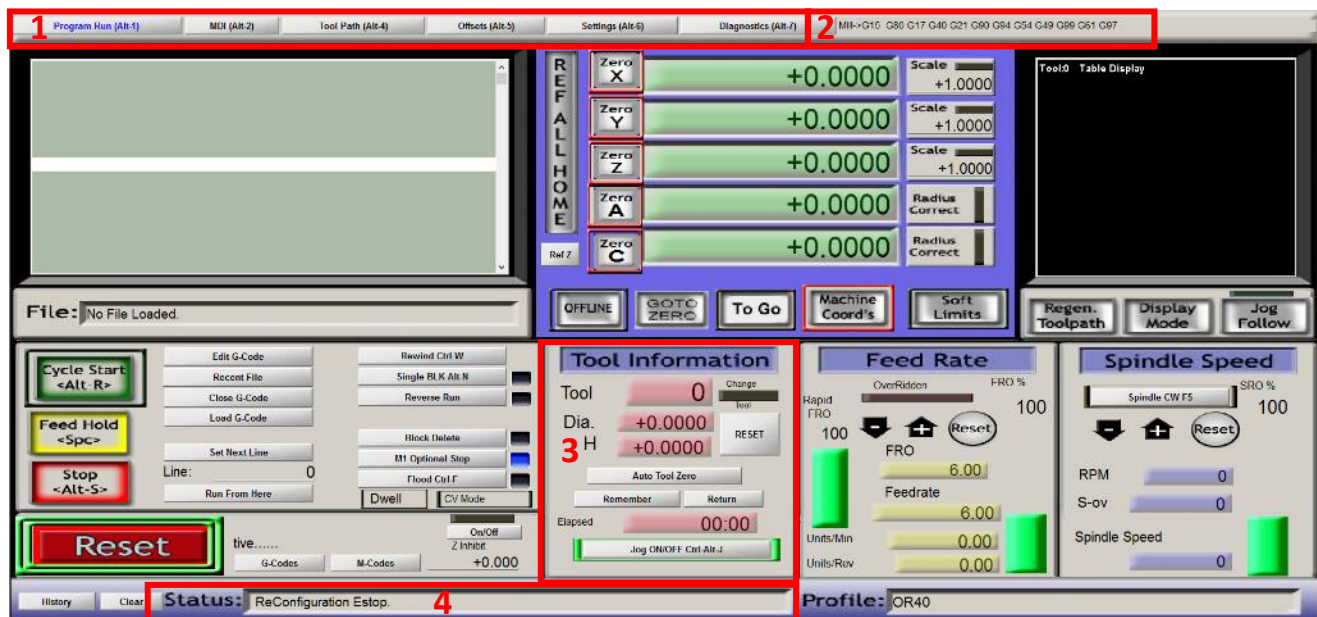 1
Program Run (Alt-1)
MDI (Alt-2)
Tool Path (Alt-4)
Offsets (Alt-5)
Settings (Alt-6)
Diagnostics (Alt-7)
2
Mill->G15 G80 G17 G40 G21 G90 G94 G54 G49 G99 G61 G97
REF ALL HOME
Zero X
+0.0000
Scale
+1.0000
Zero Y
+0.0000
Scale
+1.0000
Zero Z
+0.0000
Scale
+1.0000
Zero A
+0.0000
Radius Correct
Ref Z
Zero C
+0.0000
Radius Correct
OFFLINE
GOTO ZERO
To Go
Machine Coord's
Soft Limits
Tool:0 Table Display
Regen. Toolpath
Display Mode
Jog Follow
File: No File Loaded.
Cycle Start <Alt-R>
Feed Hold <Spc>
Stop <Alt-S>
Edit G-Code
Recent File
Close G-Code
Load G-Code
Set Next Line
Line: 0
Run From Here
Rewind Ctrl-W
Single BLK Alt-N
Reverse Run
Block Delete
M1 Optional Stop
Flood Ctrl-F
Dwell
CV Mode
Reset
tive......
G-Codes
M-Codes
On/Off
Z Inhibit
+0.000
Tool Information
Tool 0
Change Tool
Dia. +0.0000
3
H +0.0000
RESET
Auto Tool Zero
Remember
Return
Elapsed 00:00
Jog ON/OFF Ctrl-Alt-J
Feed Rate
OverRidden
FRO %
100
Rapid FRO
100
Reset
FRO
6.00
Feedrate
6.00
Units/Min 0.00
Units/Rev 0.00
Spindle Speed
Spindle CW F5
SRO %
100
Reset
RPM 0
S-ov 0
Spindle Speed
0
History
Clear
Status: ReConfiguration Estop.
4
Profile: OR40